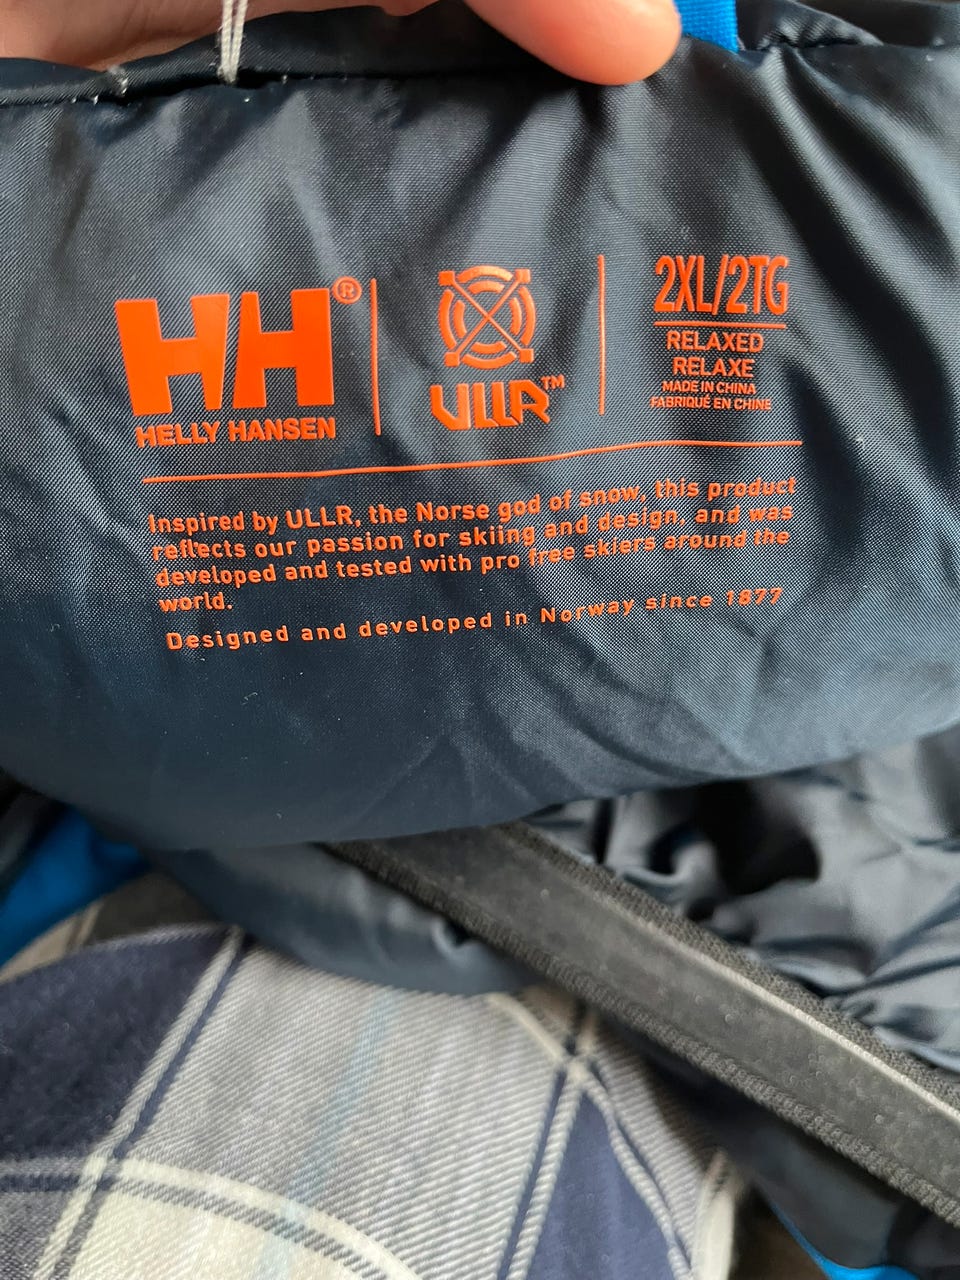 HH®
HELLY HANSEN
ULLR™
2XL/2TG
RELAXED
RELAXE
MADE IN CHINA
FABRIQUÉ EN CHINE
Inspired by ULLR, the Norse god of snow, this product
reflects our passion for skiing and design, and was
developed and tested with pro free skiers around the
world.
Designed and developed in Norway since 1877